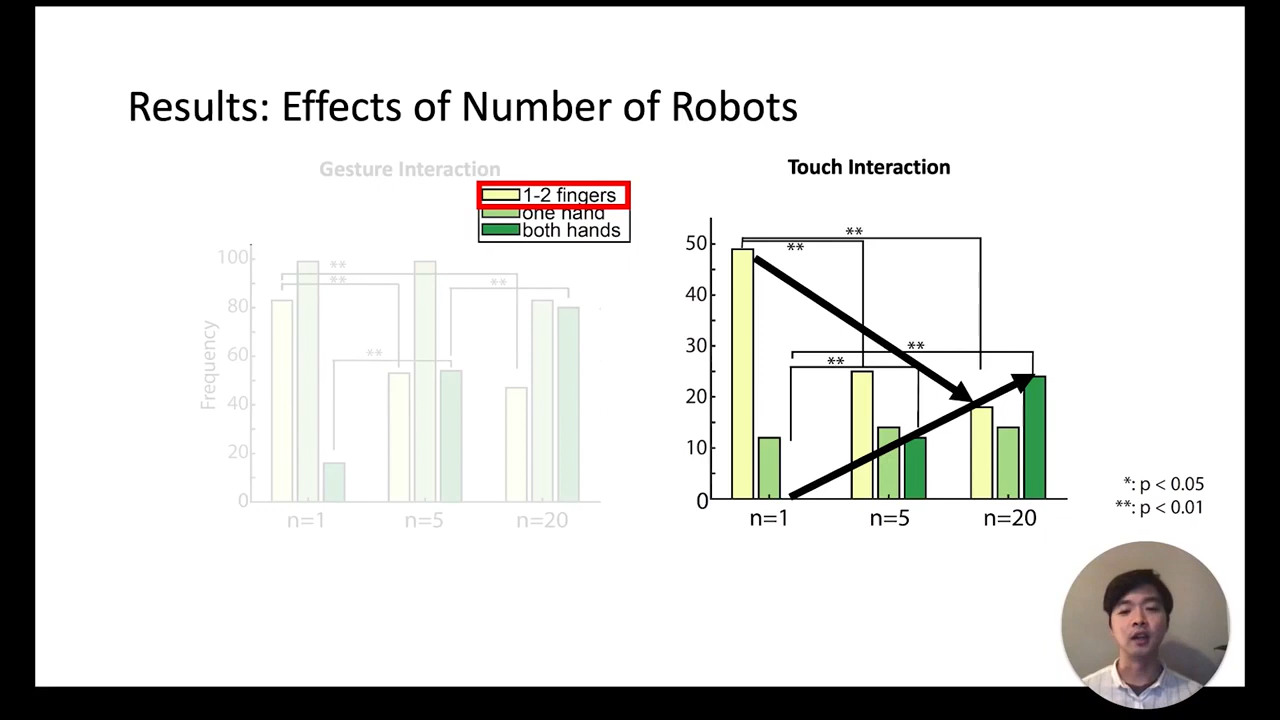 Results: Effects of Number of Robots
Gesture Interaction
1-2 fingers
one hand
both hands
Frequency
100
80
60
40
20
0
**
**
**
**
n=1
n=5
n=20
Touch Interaction
50
40
30
20
10
0
**
**
**
**
n=1
n=5
n=20
*: p < 0.05
**: p < 0.01